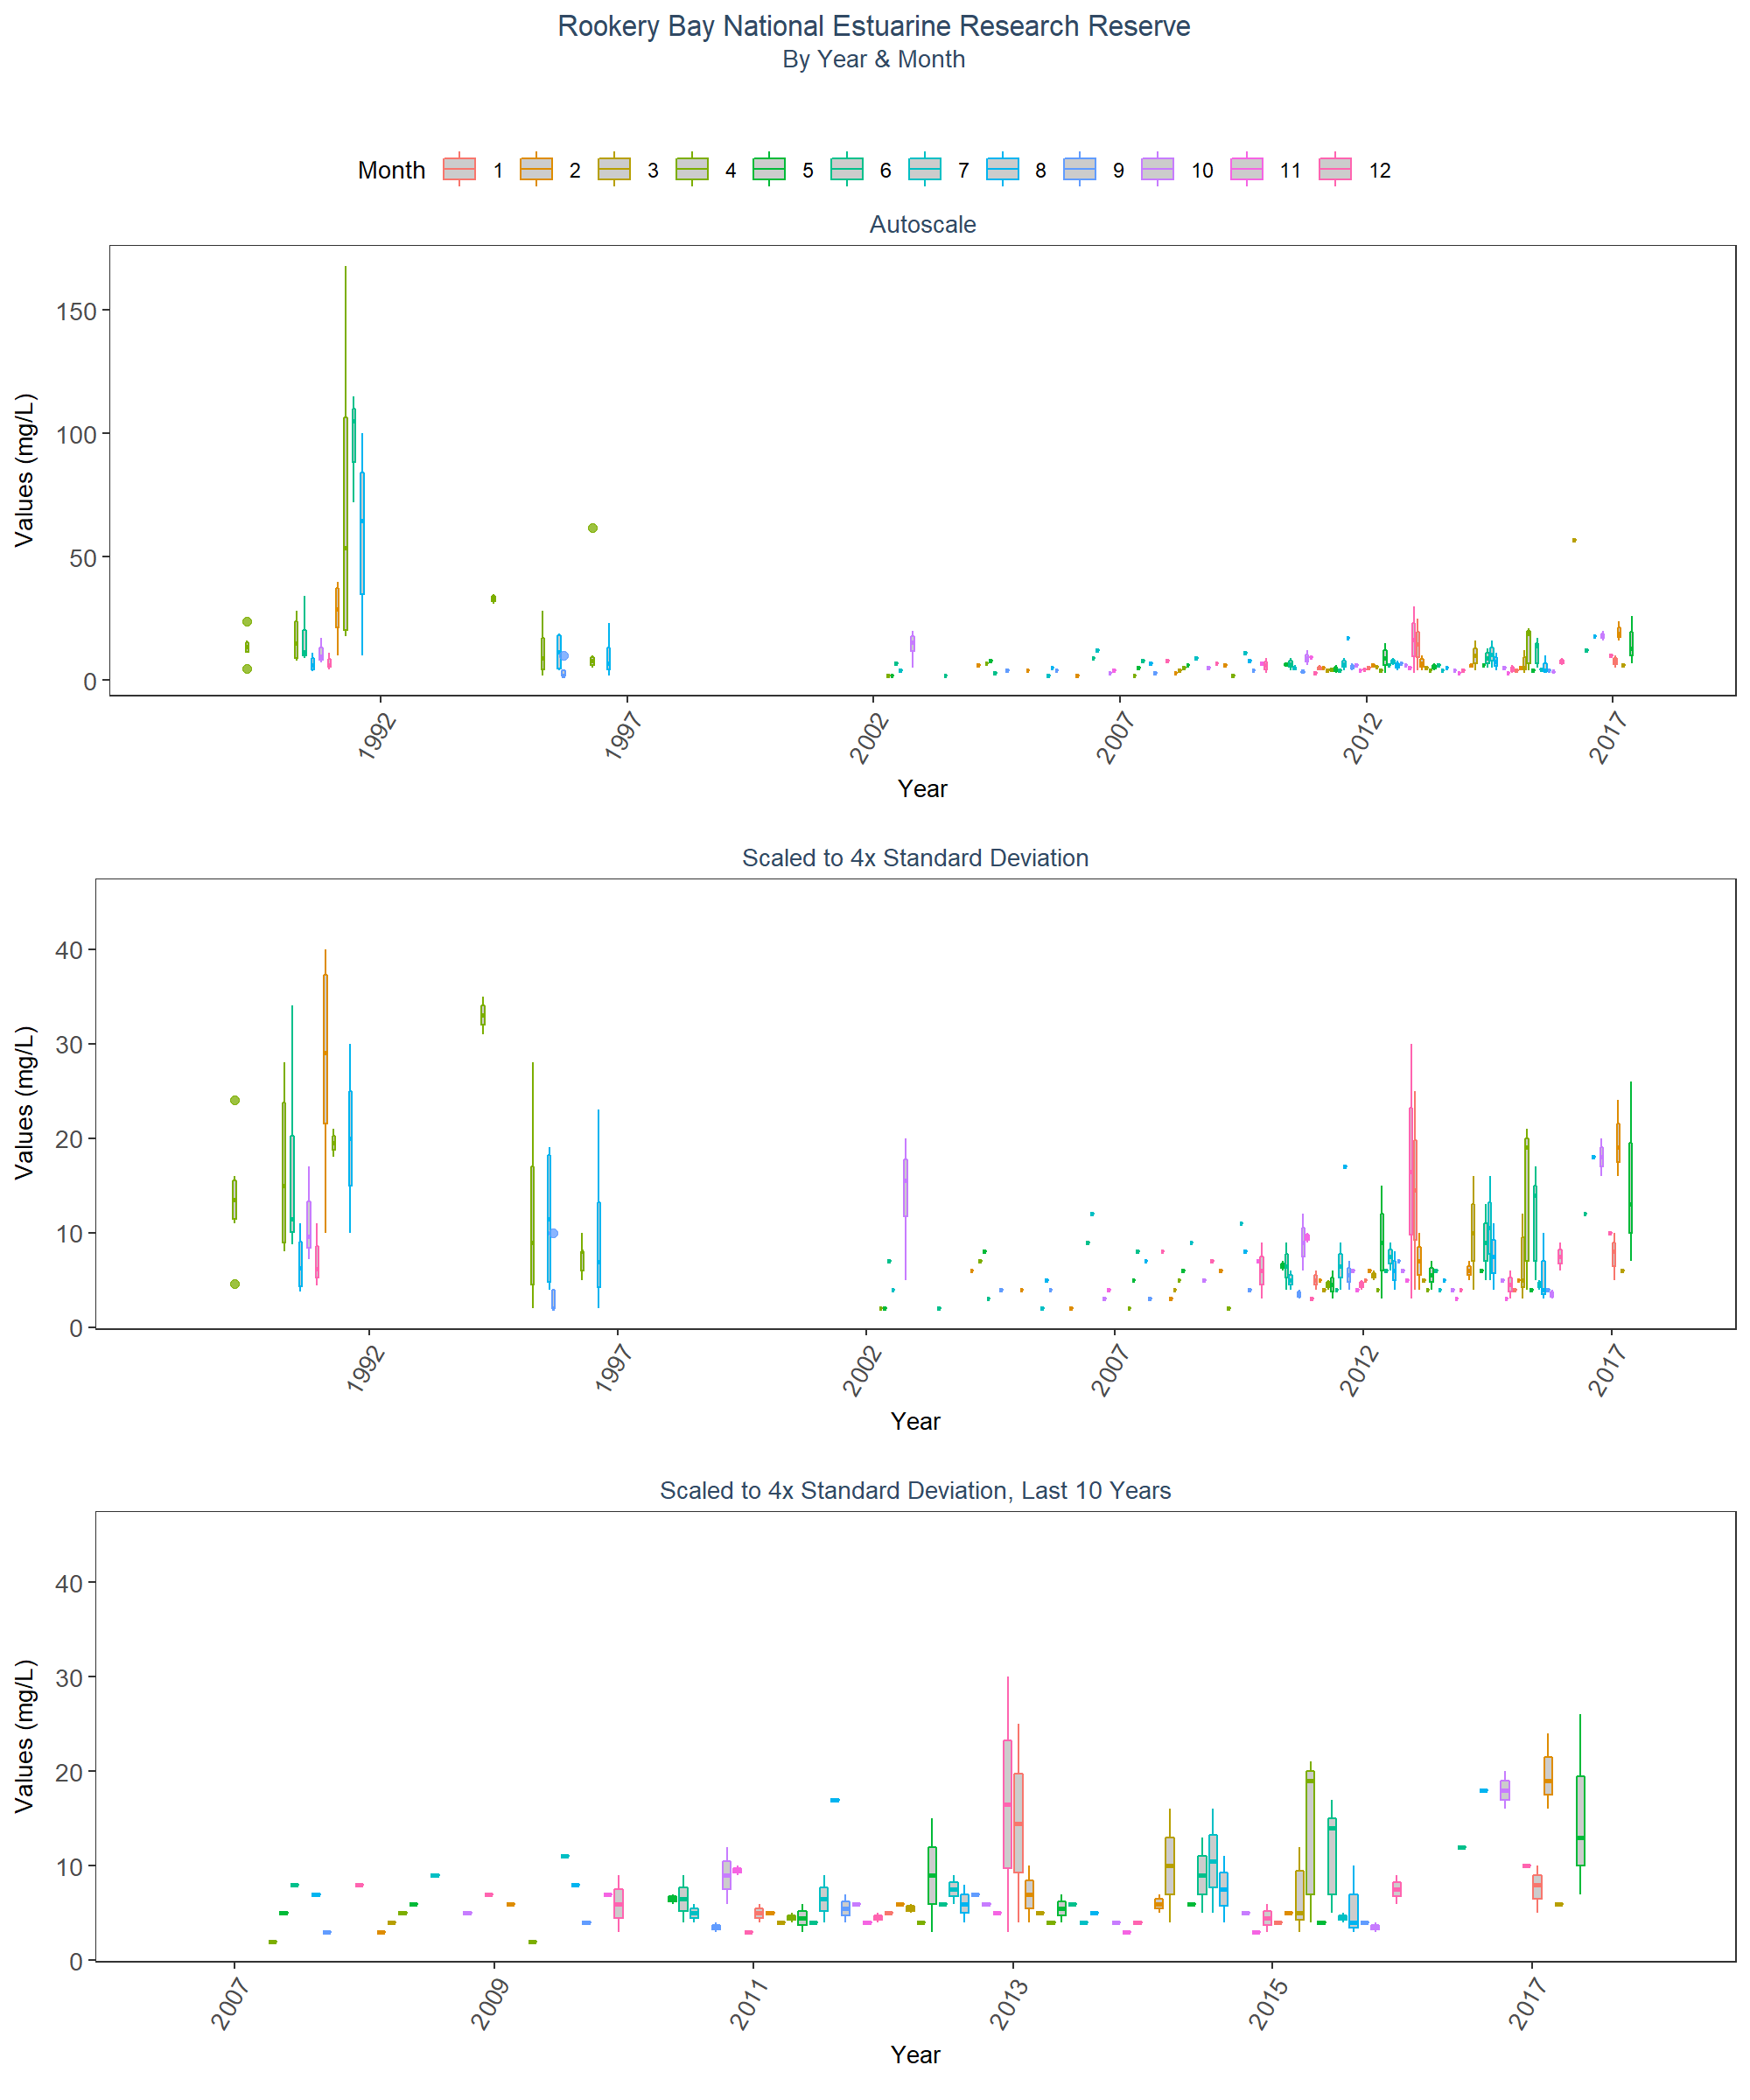 Rookery Bay National Estuarine Research Reserve
By Year & Month
Month 1 2 3 4 5 6 7 8 9 10 11 12
Autoscale
Values (mg/L)
150
100
50
0
1992 1997 2002 2007 2012 2017
Year
Scaled to 4x Standard Deviation
Values (mg/L)
40
30
20
10
0
1992 1997 2002 2007 2012 2017
Year
Scaled to 4x Standard Deviation, Last 10 Years
Values (mg/L)
40
30
20
10
0
2007 2009 2011 2013 2015 2017
Year